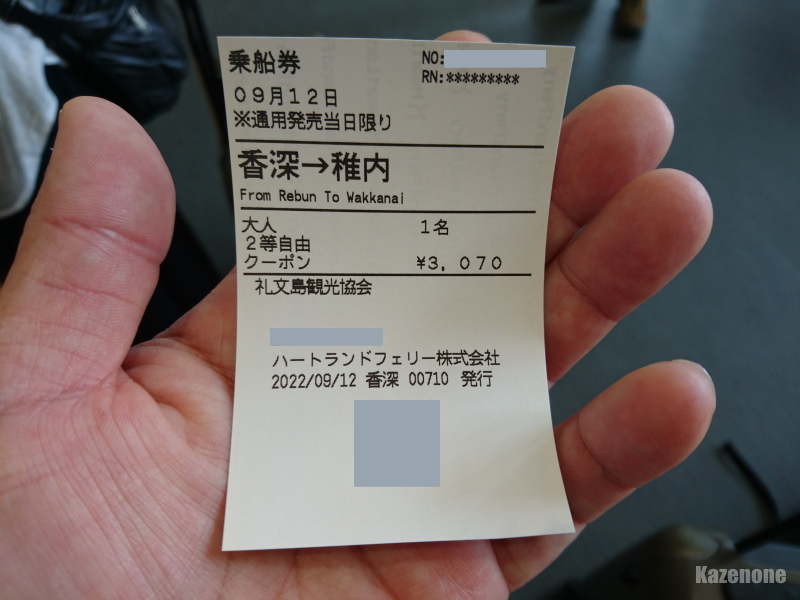 乗船券
NO:
RN:*********
09月12日
※通用発売当日限り
香深→稚内
From Rebun To Wakkanai
大人 1名
2等自由
クーポン ¥3,070
礼文島観光協会
ハートランドフェリー株式会社
2022/09/12 香深 00710 発行
Kazenone